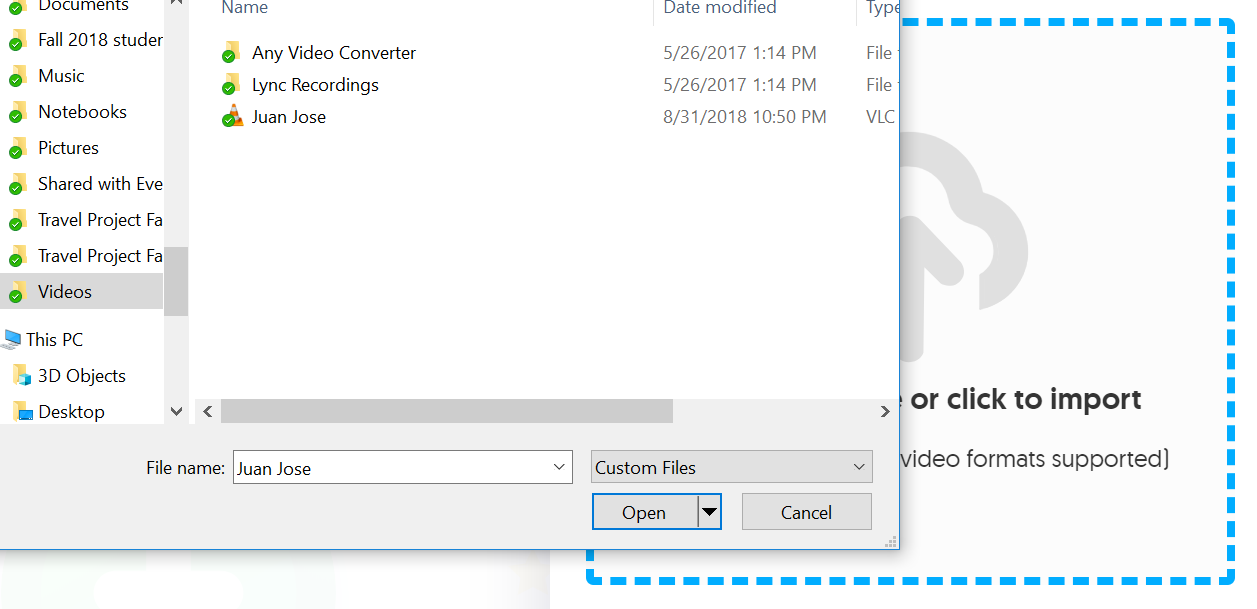 Documents
Fall 2018 studer
Music
Notebooks
Pictures
Shared with Eve
Travel Project Fa
Travel Project Fa
Videos
This PC
3D Objects
Desktop
Name Date modified Type
Any Video Converter 5/26/2017 1:14 PM File
Lync Recordings 5/26/2017 1:14 PM File
Juan Jose 8/31/2018 10:50 PM VLC
File name: Juan Jose Custom Files
Open Cancel
e or click to import
video formats supported)